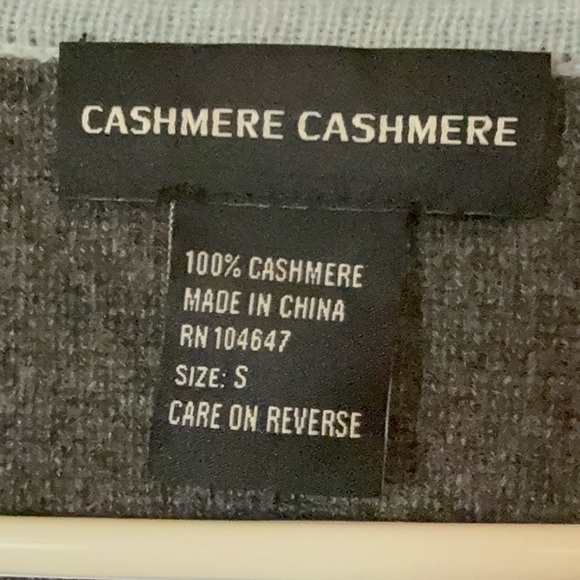 CASHMERE CASHMERE
100% CASHMERE
MADE IN CHINA
RN 104647
SIZE: S
CARE ON REVERSE